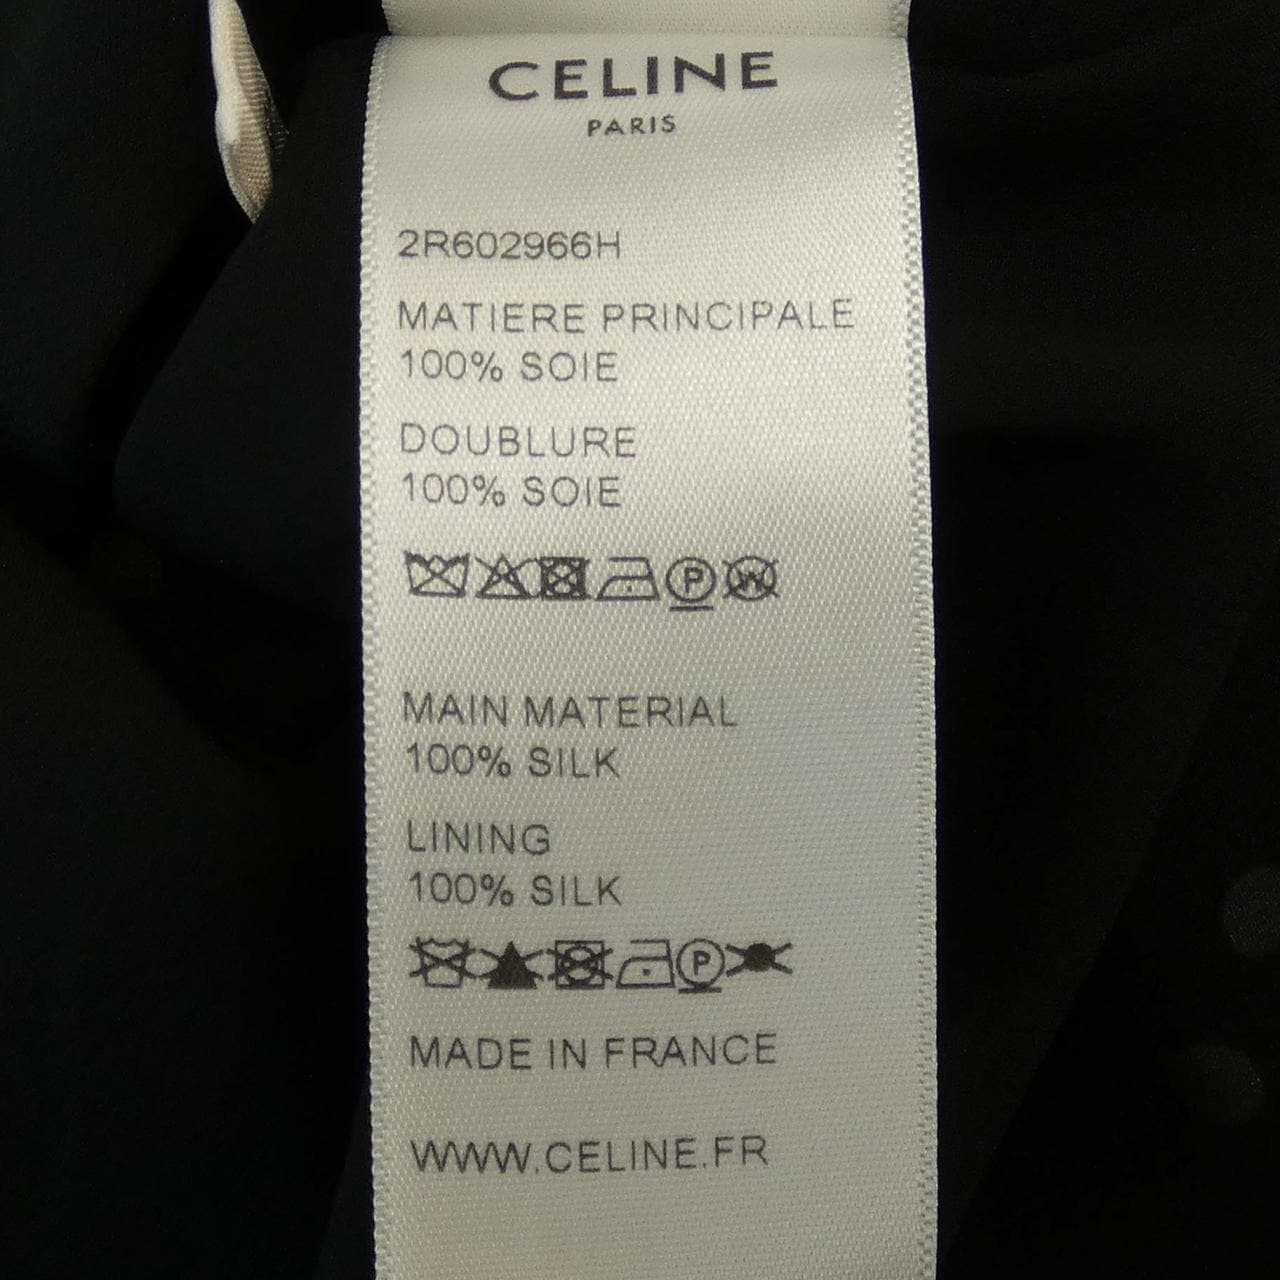 CELINE
PARIS
2R602966H
MATIERE PRINCIPALE
100% SOIE
DOUBLURE
100% SOIE
P W
MAIN MATERIAL
100% SILK
LINING
100% SILK
P
MADE IN FRANCE
WWW.CELINE.FR